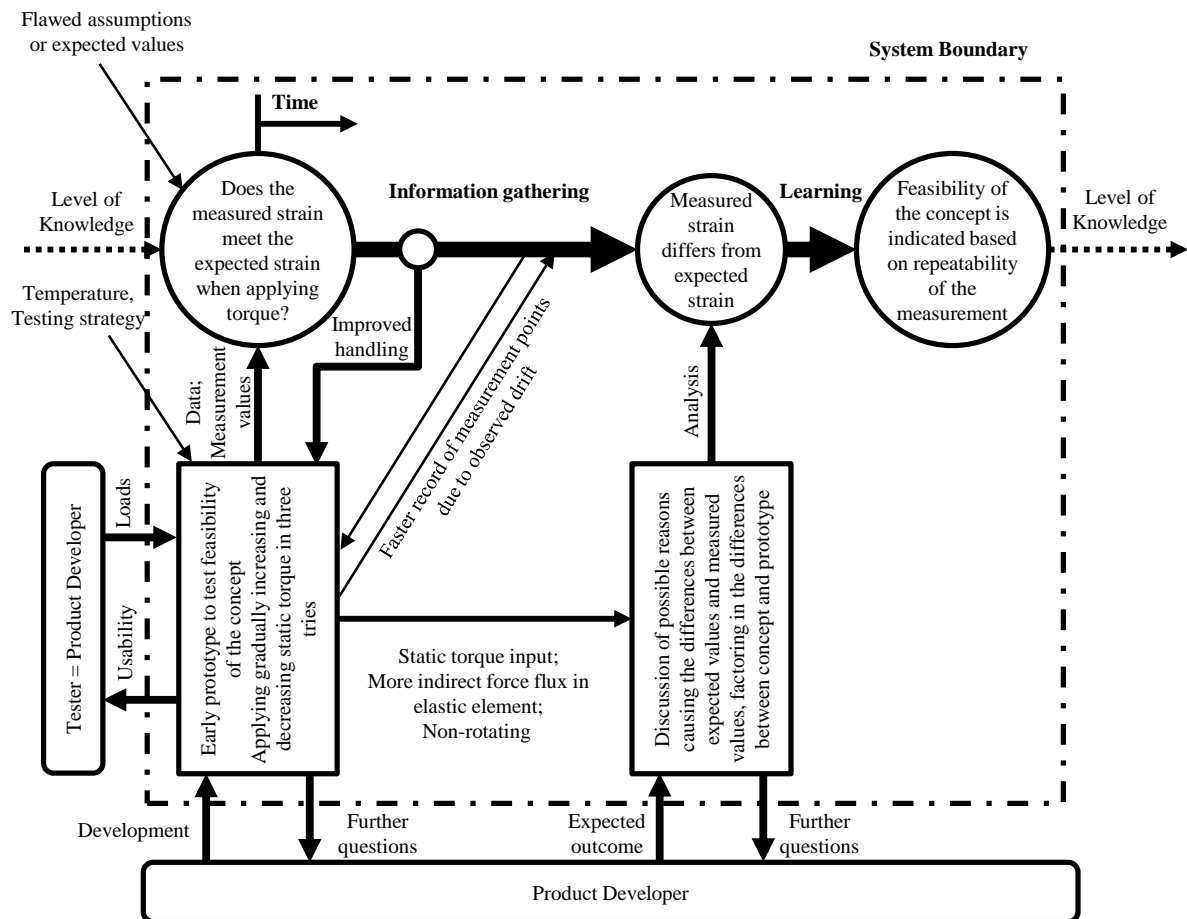 Flawed assumptions
or expected values
System Boundary
Time
Level of
Knowledge
Does the
measured strain
meet the
expected strain
when applying
torque?
Information gathering
Measured
strain
differs from
expected
strain
Learning
Feasibility of
the concept is
indicated based
on repeatability
of the
measurement
Level of
Knowledge
Temperature,
Testing strategy
Improved
handling
Data;
Measurement
values
Faster record of measurement points
due to observed drift
Analysis
Tester = Product Developer
Loads
Usability
Early prototype to test feasibility
of the concept
Applying gradually increasing and
decreasing static torque in three
tries
Static torque input;
More indirect force flux in
elastic element;
Non-rotating
Discussion of possible reasons
causing the differences between
expected values and measured
values, factoring in the differences
between concept and prototype
Development
Further
questions
Expected
outcome
Further
questions
Product Developer